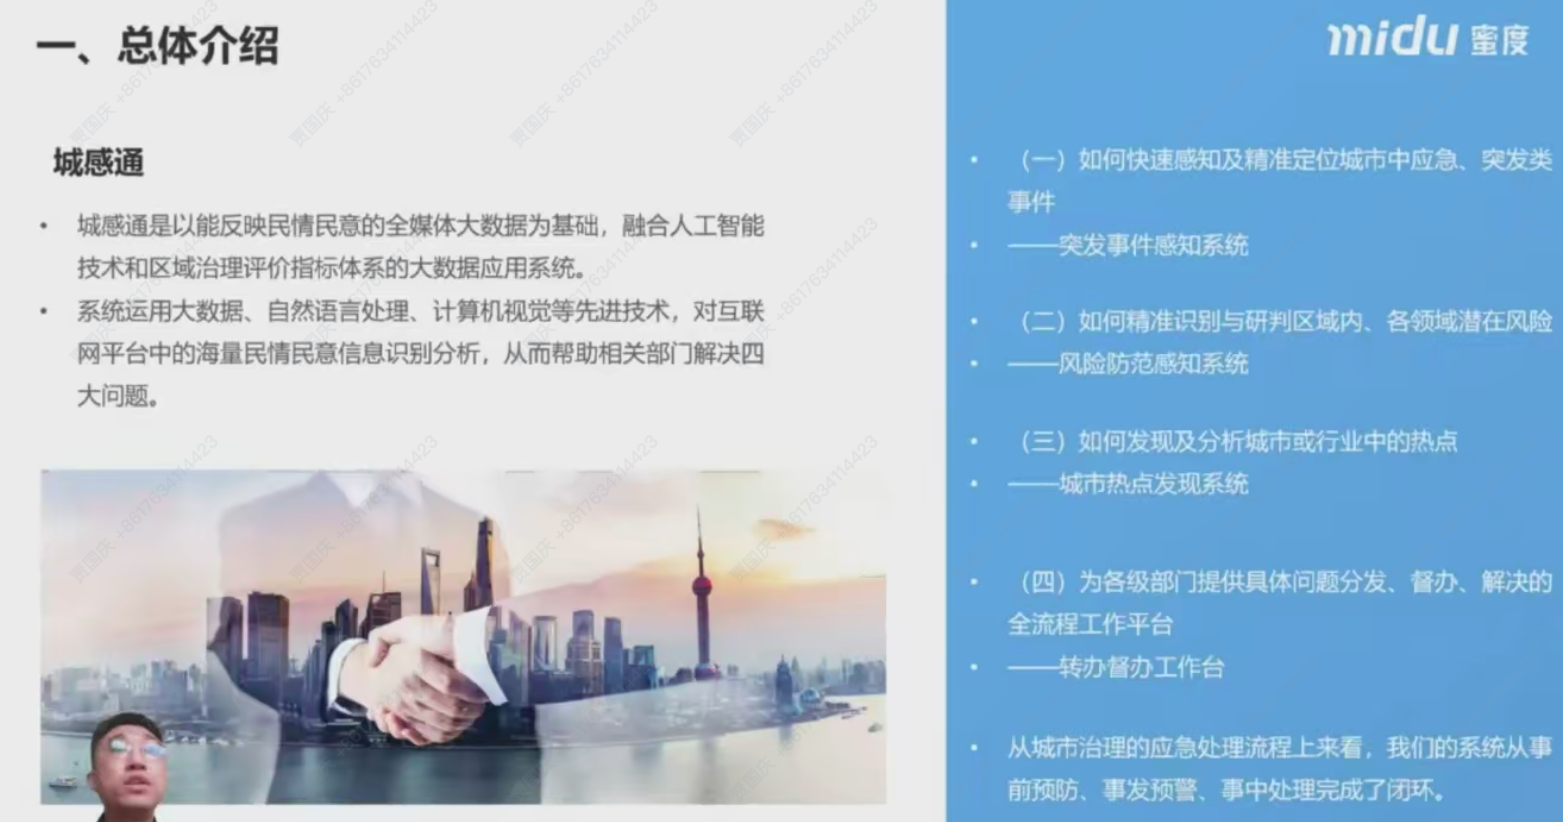 一、总体介绍
城感通
• 城感通是以能反映民情民意的全媒体大数据为基础，融合人工智能
技术和区域治理评价指标体系的大数据应用系统。
• 系统运用大数据、自然语言处理、计算机视觉等先进技术，对互联
网平台中的海量民情民意信息识别分析，从而帮助相关部门解决四
大问题。
midu 蜜度
• （一）如何快速感知及精准定位城市中应急、突发类
事件
• ——突发事件感知系统
• （二）如何精准识别与研判区域内、各领域潜在风险
• ——风险防范感知系统
• （三）如何发现及分析城市或行业中的热点
• ——城市热点发现系统
• （四）为各级部门提供具体问题分发、督办、解决的
全流程工作平台
• ——转办督办工作台
• 从城市治理的应急处理流程上来看，我们的系统从事
前预防、事发预警、事中处理完成了闭环。
贾国庆 +8617634114423